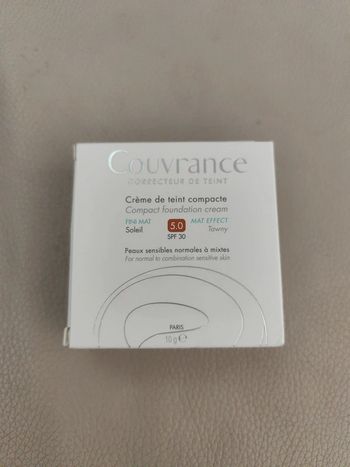 Couvrance
CORRECTEUR DE TEINT
Crème de teint compacte
Compact foundation cream
FINI MAT 5.0 MAT EFFECT
Soleil Tawny
SPF 30
Peaux sensibles normales à mixtes
For normal to combination sensitive skin
PARIS
10 g ℮